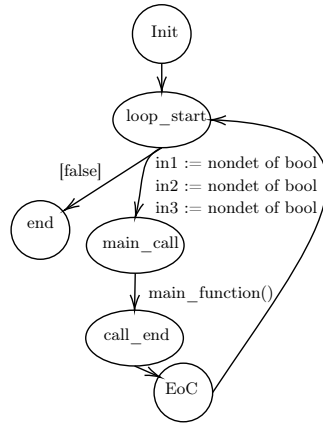 Init
loop_start
[false]
in1 := nondet of bool
in2 := nondet of bool
in3 := nondet of bool
end
main_call
main_function()
call_end
EoC